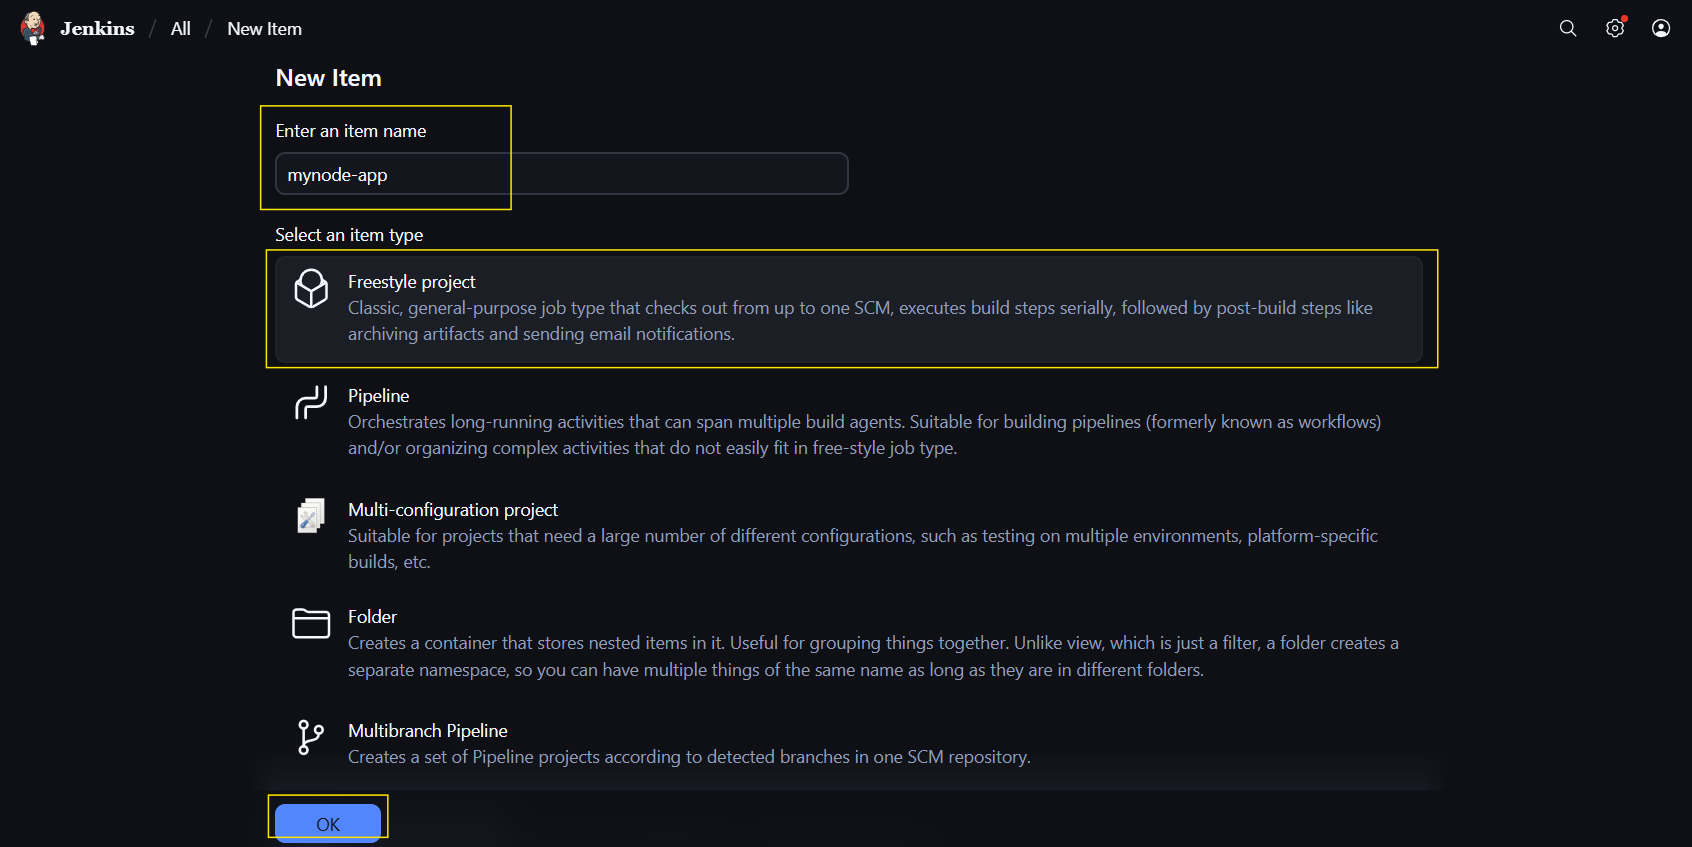 Jenkins / All / New Item
New Item
Enter an item name
mynode-app
Select an item type
Freestyle project
Classic, general-purpose job type that checks out from up to one SCM, executes build steps serially, followed by post-build steps like
archiving artifacts and sending email notifications.
Pipeline
Orchestrates long-running activities that can span multiple build agents. Suitable for building pipelines (formerly known as workflows)
and/or organizing complex activities that do not easily fit in free-style job type.
Multi-configuration project
Suitable for projects that need a large number of different configurations, such as testing on multiple environments, platform-specific
builds, etc.
Folder
Creates a container that stores nested items in it. Useful for grouping things together. Unlike view, which is just a filter, a folder creates a
separate namespace, so you can have multiple things of the same name as long as they are in different folders.
Multibranch Pipeline
Creates a set of Pipeline projects according to detected branches in one SCM repository.
OK